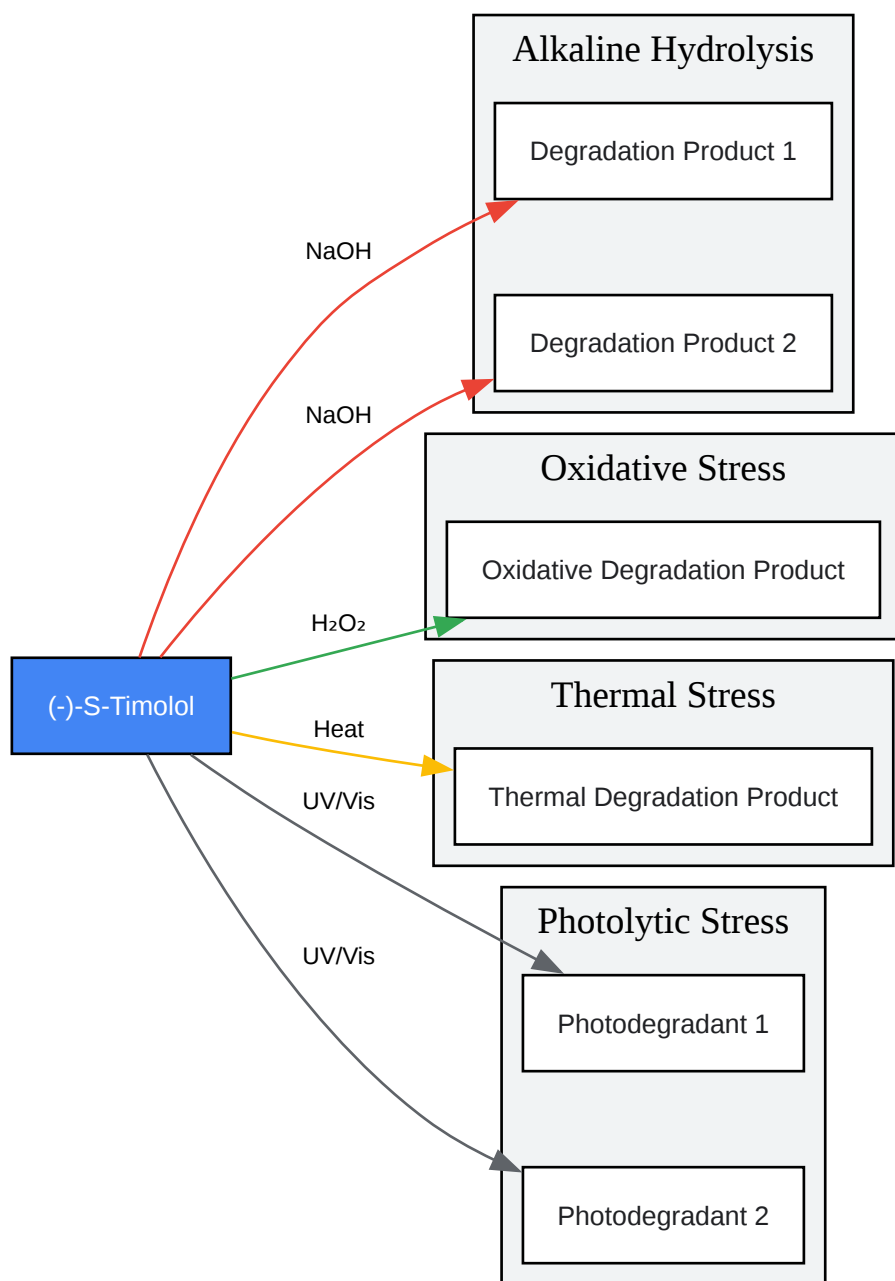 Alkaline Hydrolysis
Degradation Product 1
NaOH
Degradation Product 2
NaOH
Oxidative Stress
Oxidative Degradation Product
H₂O₂
(-)-S-Timolol
Thermal Stress
Heat
Thermal Degradation Product
UV/Vis
Photolytic Stress
UV/Vis
Photodegradant 1
Photodegradant 2